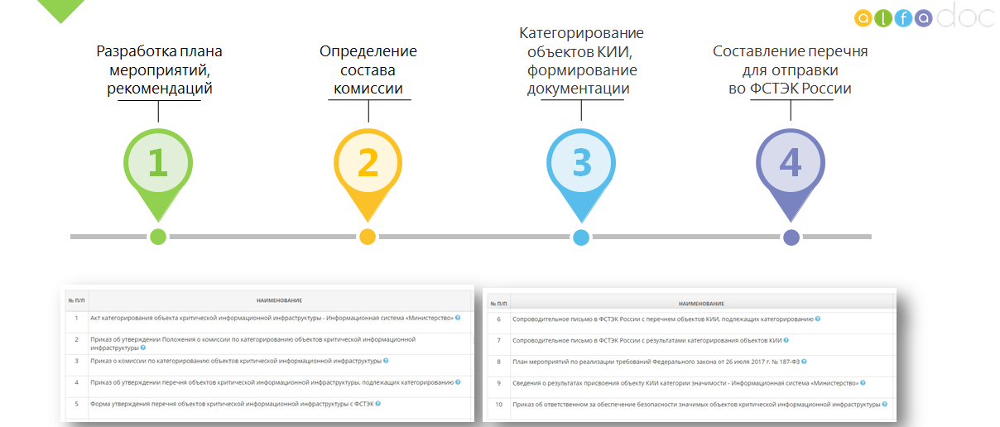 alfadoc
Разработка плана
мероприятий,
рекомендаций
Определение
состава
комиссии
Категорирование
объектов КИИ,
формирование
документации
Составление перечня
для отправки
во ФСТЭК России
1
2
3
4
№ П/П НАИМЕНОВАНИЕ
1 Акт категорирования объекта критической информационной инфраструктуры - Информационная система «Министерство» ?
2 Приказ об утверждении Положения о комиссии по категорированию объектов критической информационной
инфраструктуры ?
3 Приказ о комиссии по категорированию объектов критической информационной инфраструктуры ?
4 Приказ об утверждении перечня объектов критической информационной инфраструктуры, подлежащих категорированию ?
5 Форма утверждения перечня объектов критической информационной инфраструктуры с ФСТЭК ?
№ П/П НАИМЕНОВАНИЕ
6 Сопроводительное письмо в ФСТЭК России с перечнем объектов КИИ, подлежащих категорированию ?
7 Сопроводительное письмо в ФСТЭК России с результатами категорирования объектов КИИ ?
8 План мероприятий по реализации требований Федерального закона от 26 июля 2017 г. № 187-ФЗ ?
9 Сведения о результатах присвоения объекту КИИ категории значимости - Информационная система «Министерство» ?
10 Приказ об ответственном за обеспечение безопасности значимых объектов критической информационной инфраструктуры ?